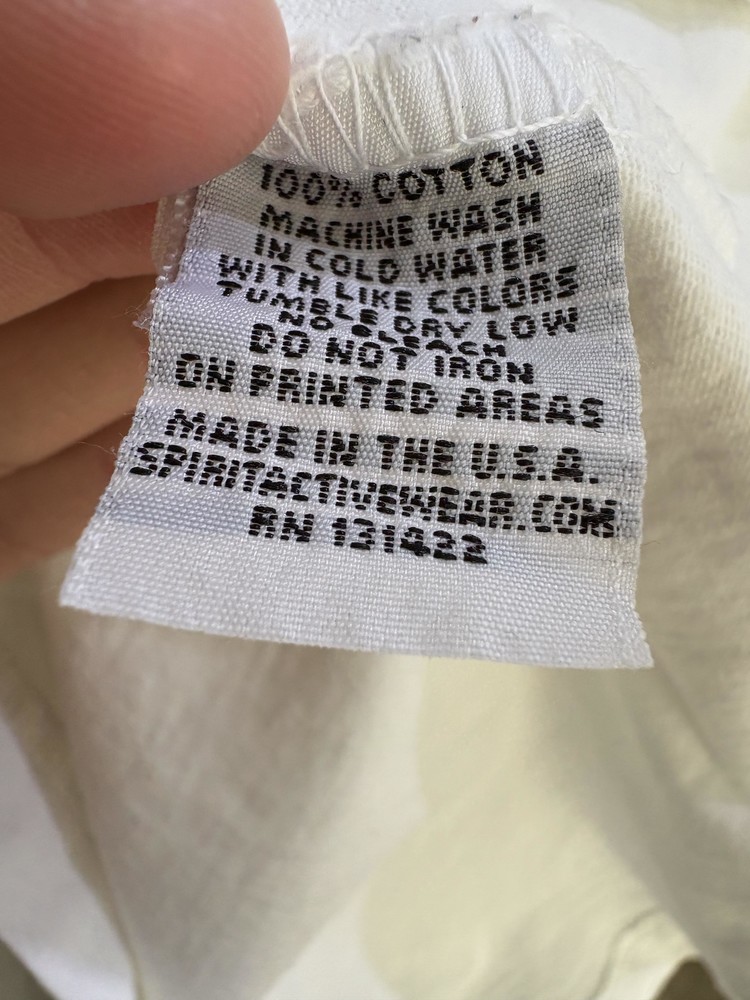 100% COTTON
MACHINE WASH
IN COLD WATER
WITH LIKE COLORS
TUMBLE DRY LOW
NO BLEACH
DO NOT IRON
ON PRINTED AREAS
MADE IN THE U.S.A.
SPIRITACTIVEWEAR.COM
RN 131422